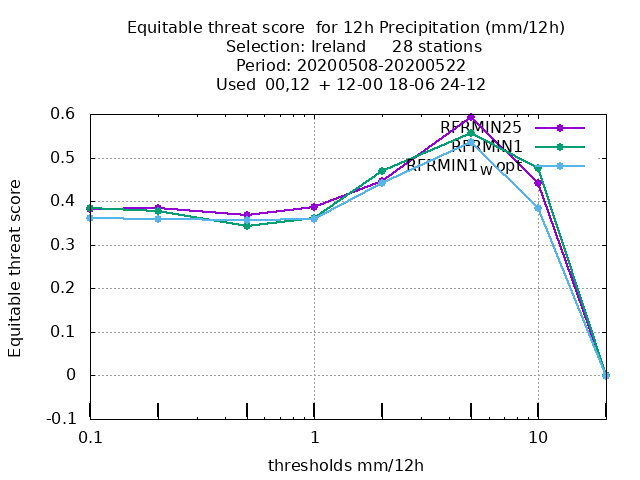 Equitable threat score  for 12h Precipitation (mm/12h)
Selection: Ireland     28 stations
Period: 20200508-20200522
Used  00,12  + 12-00 18-06 24-12
RFRMIN25
RFRMIN1
RFRMIN1W opt
Equitable threat score
0.6
0.5
0.4
0.3
0.2
0.1
0
-0.1
0.1 1 10
thresholds mm/12h